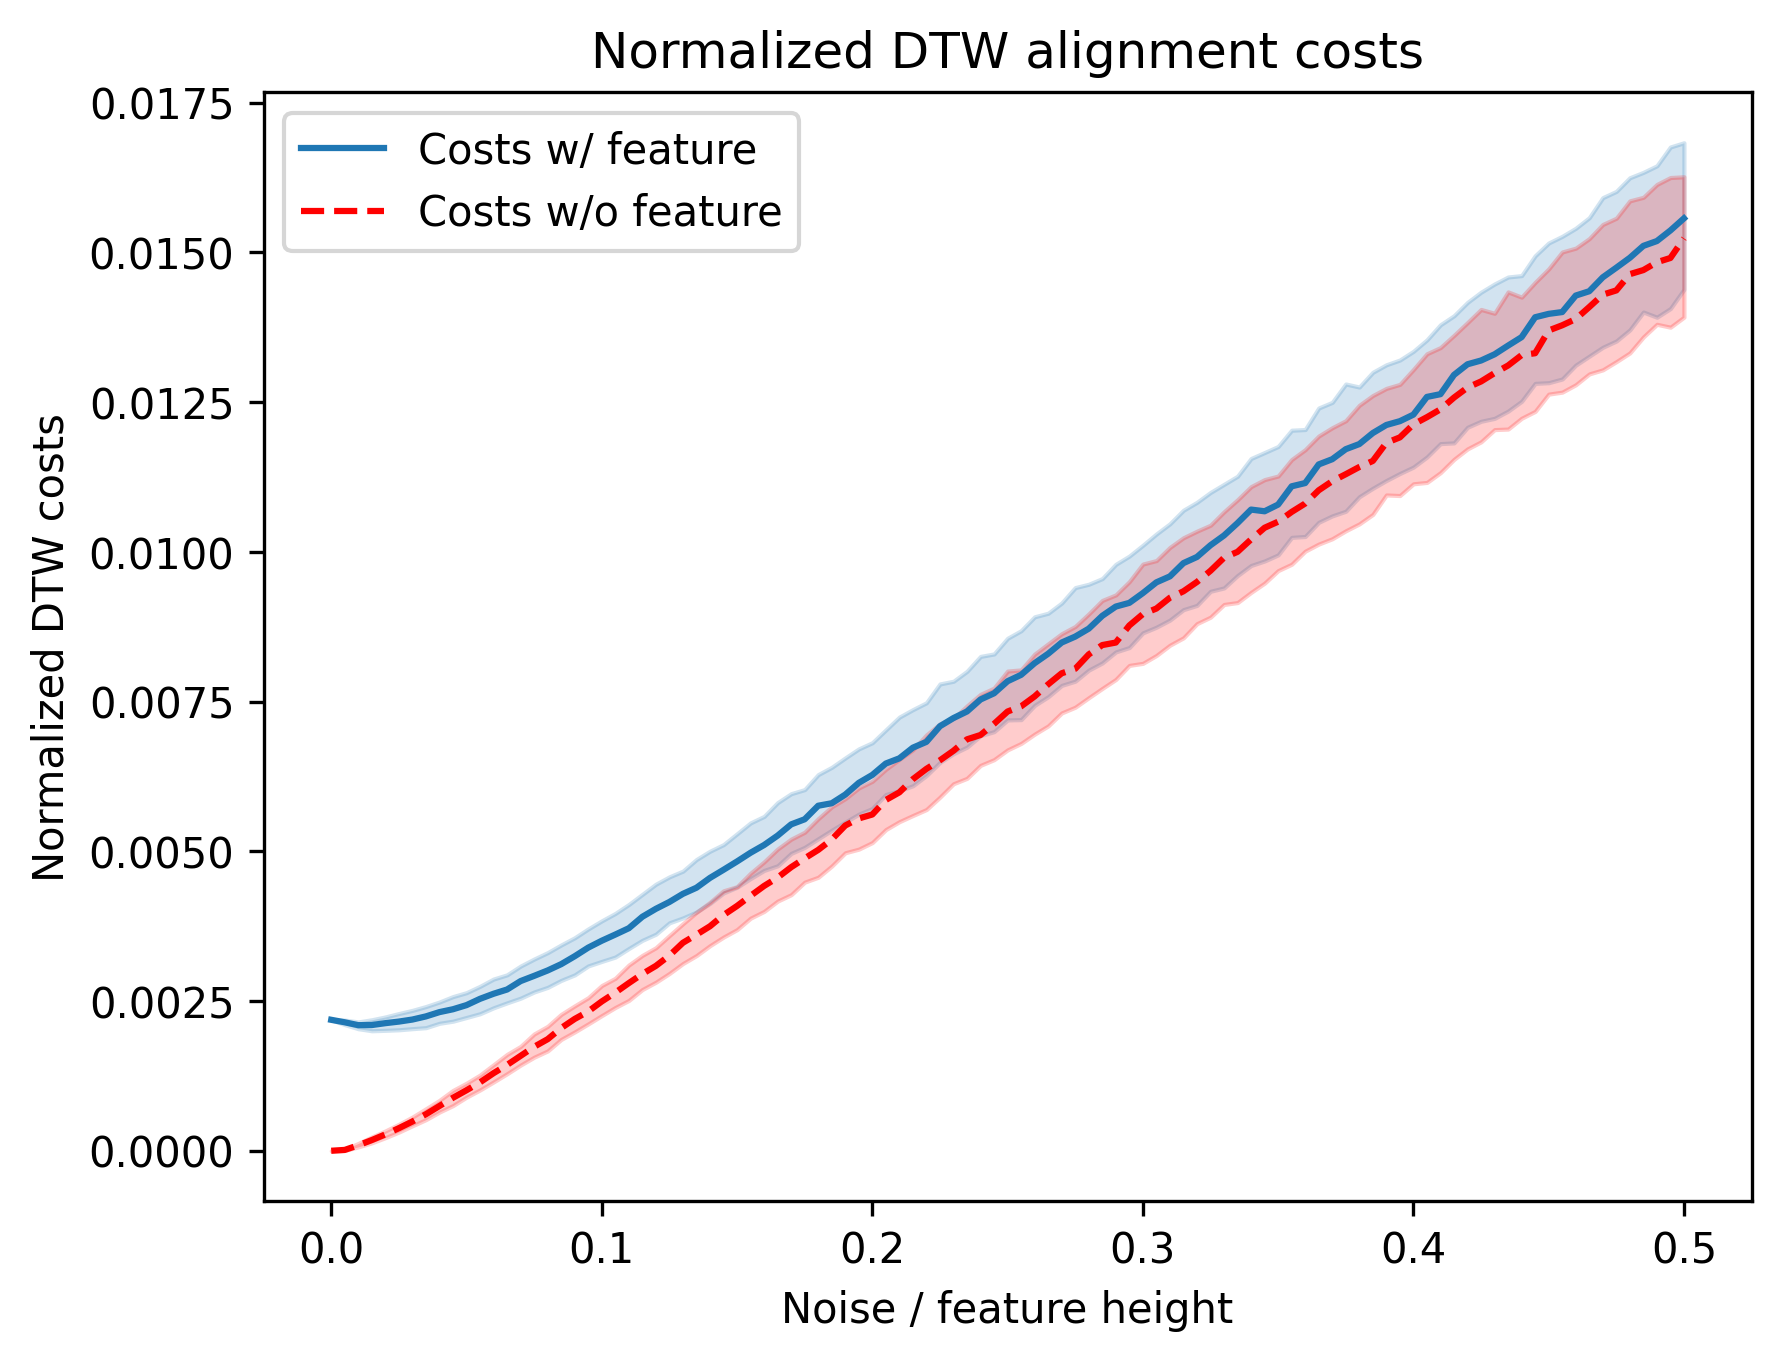 Normalized DTW alignment costs
Costs w/ feature
Costs w/o feature
Normalized DTW costs
0.0175
0.0150
0.0125
0.0100
0.0075
0.0050
0.0025
0.0000
0.0 0.1 0.2 0.3 0.4 0.5
Noise / feature height